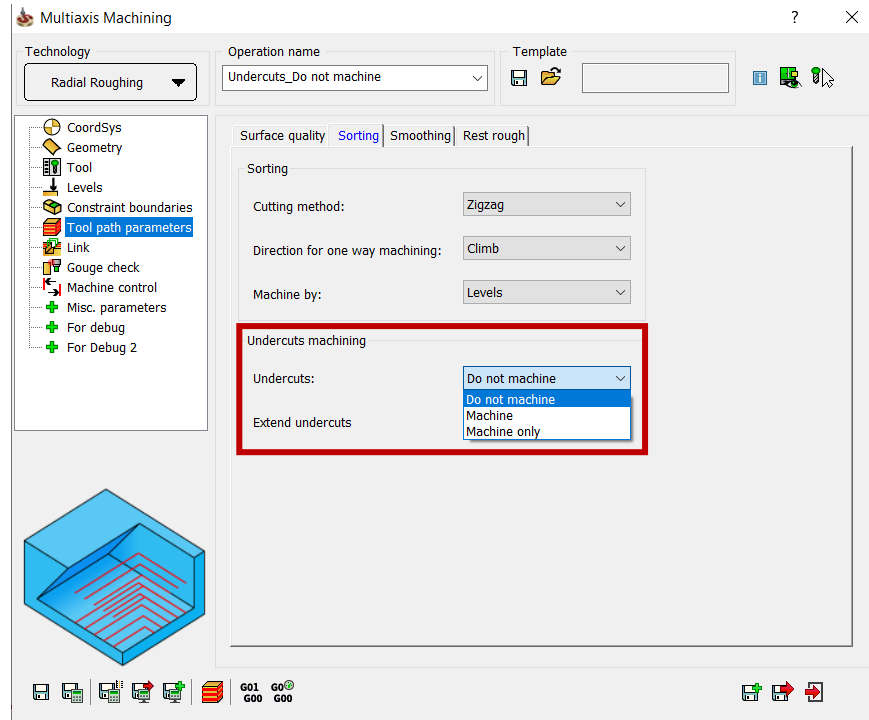 Multiaxis Machining
?
Technology
Radial Roughing
Operation name
Undercuts_Do not machine
Template
CoordSys
Geometry
Tool
Levels
Constraint boundaries
Tool path parameters
Link
Gouge check
Machine control
Misc. parameters
For debug
For Debug 2
Surface quality Sorting Smoothing Rest rough
Sorting
Cutting method: Zigzag
Direction for one way machining: Climb
Machine by: Levels
Undercuts machining
Undercuts: Do not machine
Do not machine
Machine
Extend undercuts
Machine only
G01 G0
G00 G00